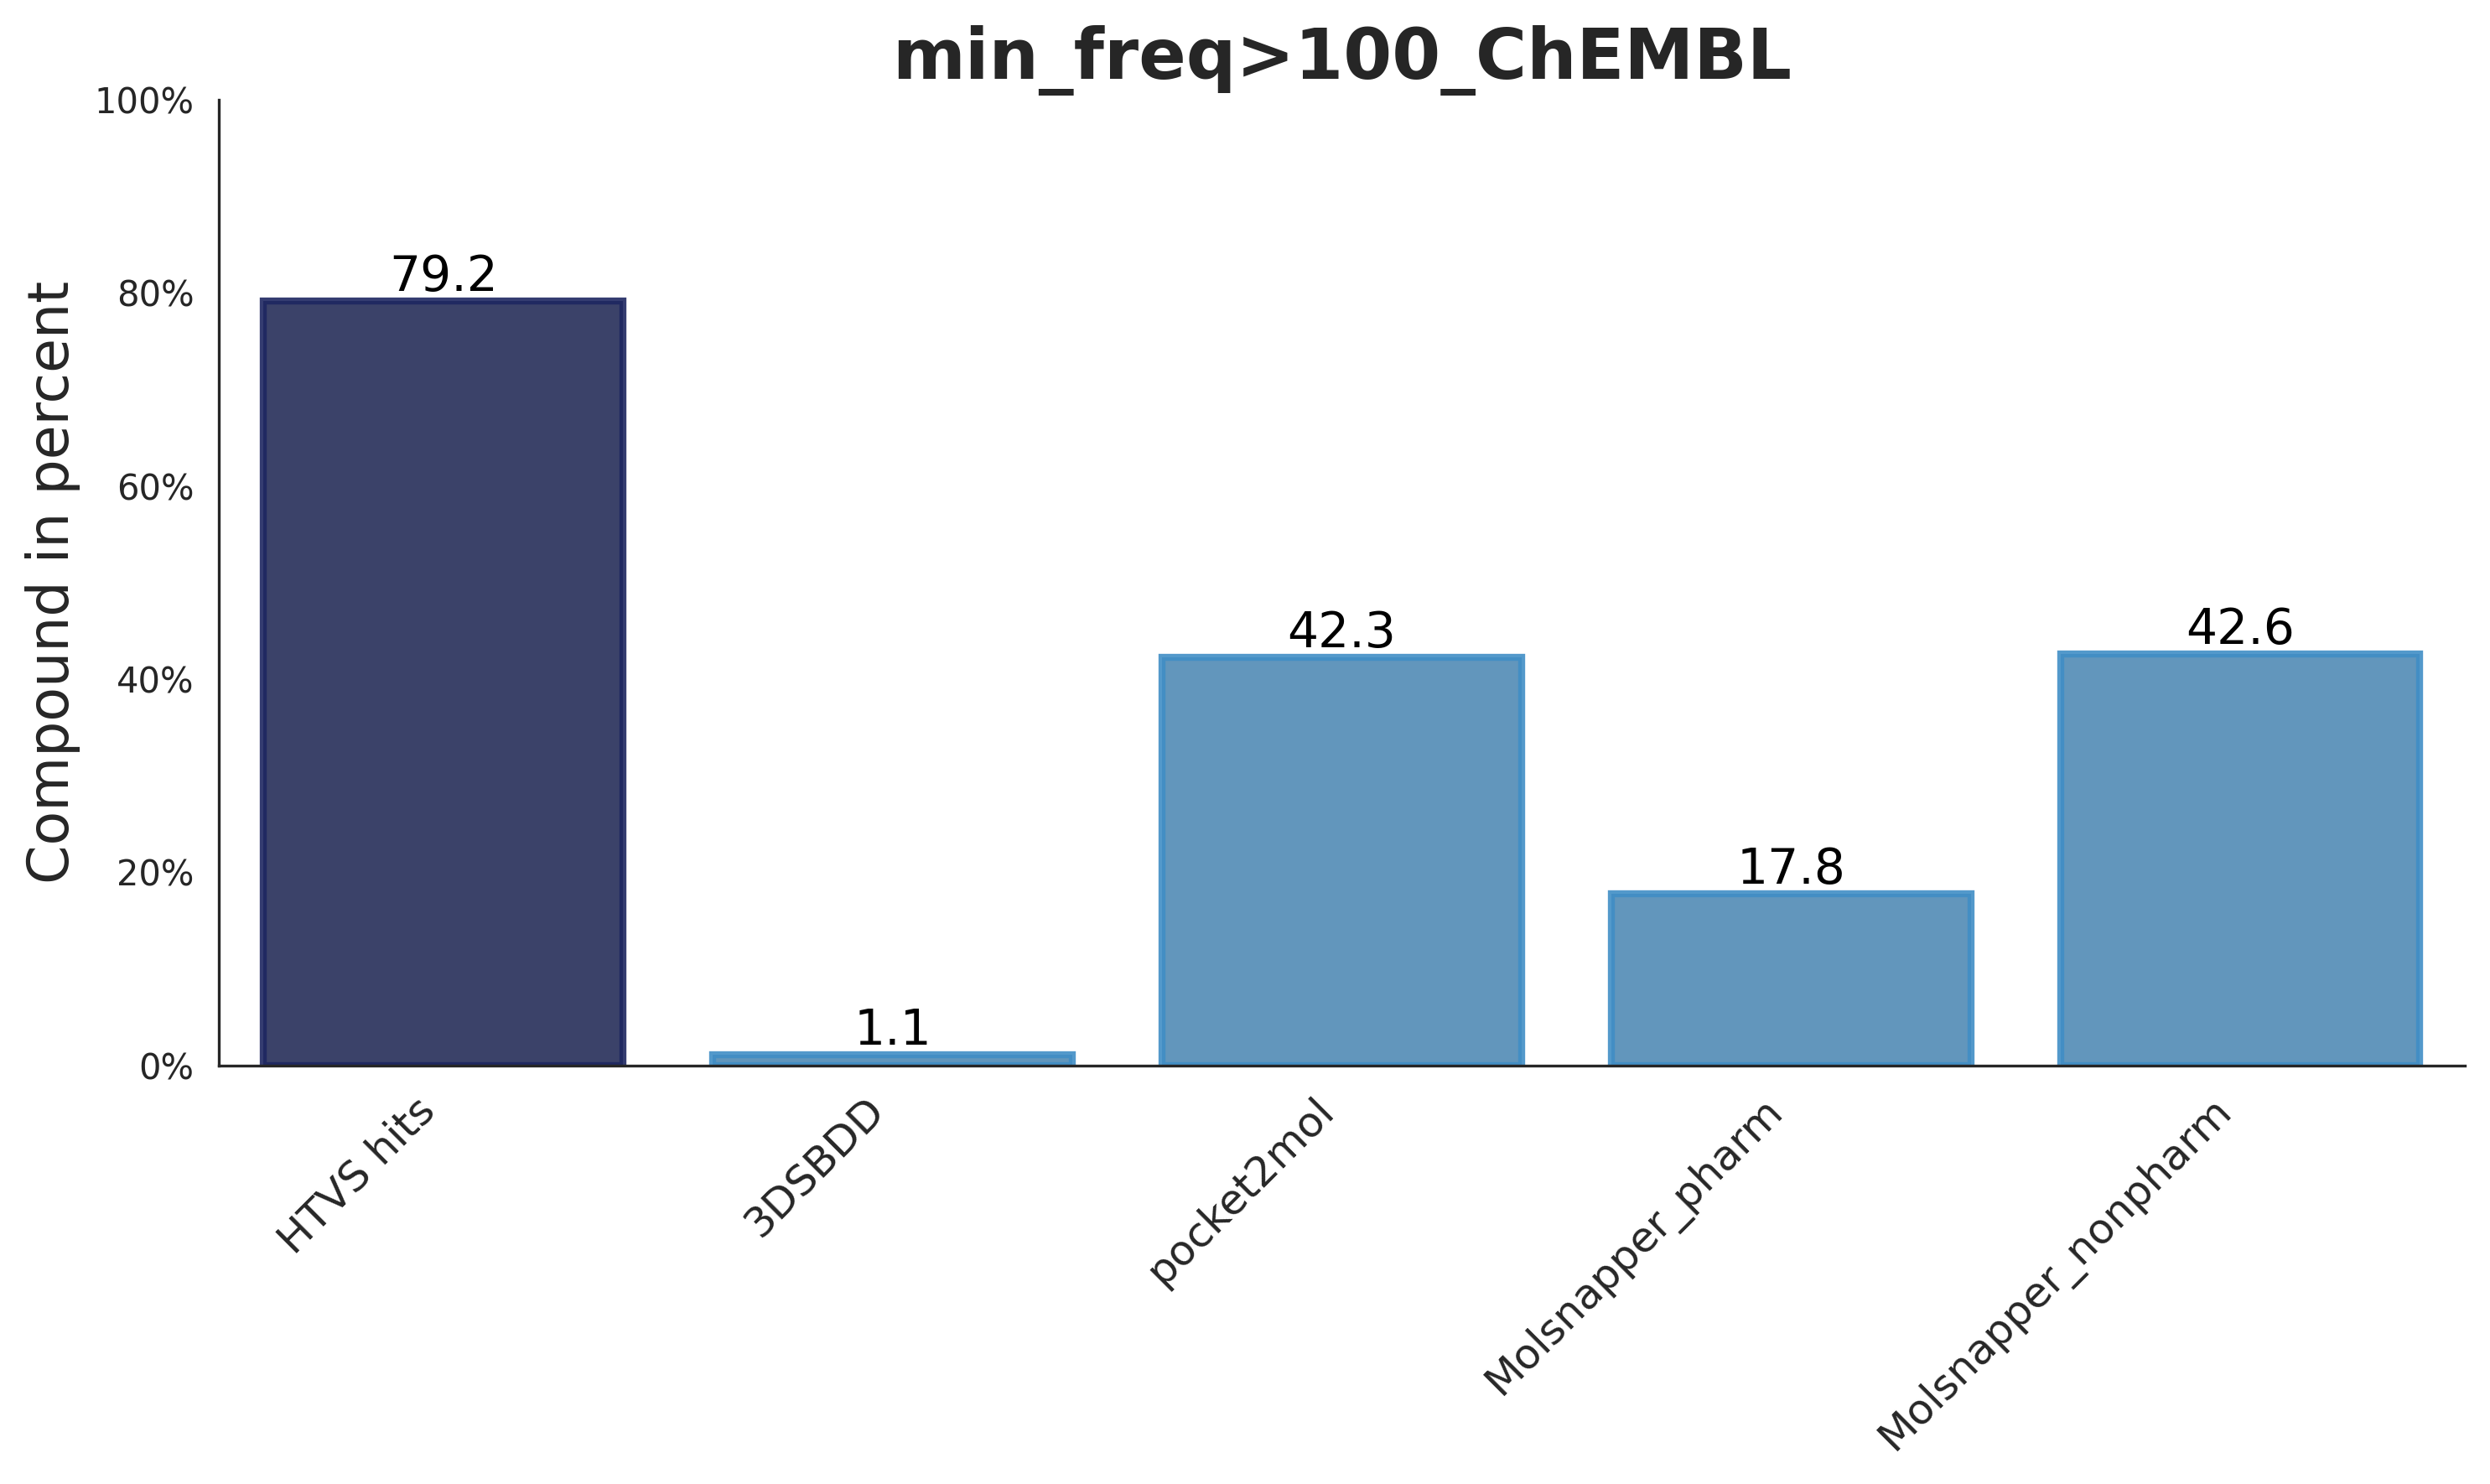 min_freq>100_ChEMBL
Compound in percent
100%
80%
60%
40%
20%
0%
79.2
1.1
42.3
17.8
42.6
HTVS hits
3DSBDD
pocket2mol
Molsnapper_pharm
Molsnapper_nonpharm